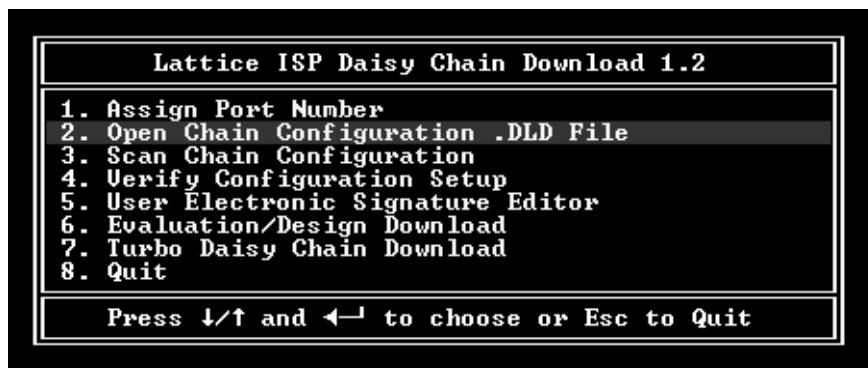 Lattice ISP Daisy Chain Download 1.2
1. Assign Port Number
2. Open Chain Configuration .DLD File
3. Scan Chain Configuration
4. Verify Configuration Setup
5. User Electronic Signature Editor
6. Evaluation/Design Download
7. Turbo Daisy Chain Download
8. Quit
Press ↓/↑ and ◄─┘ to choose or Esc to Quit